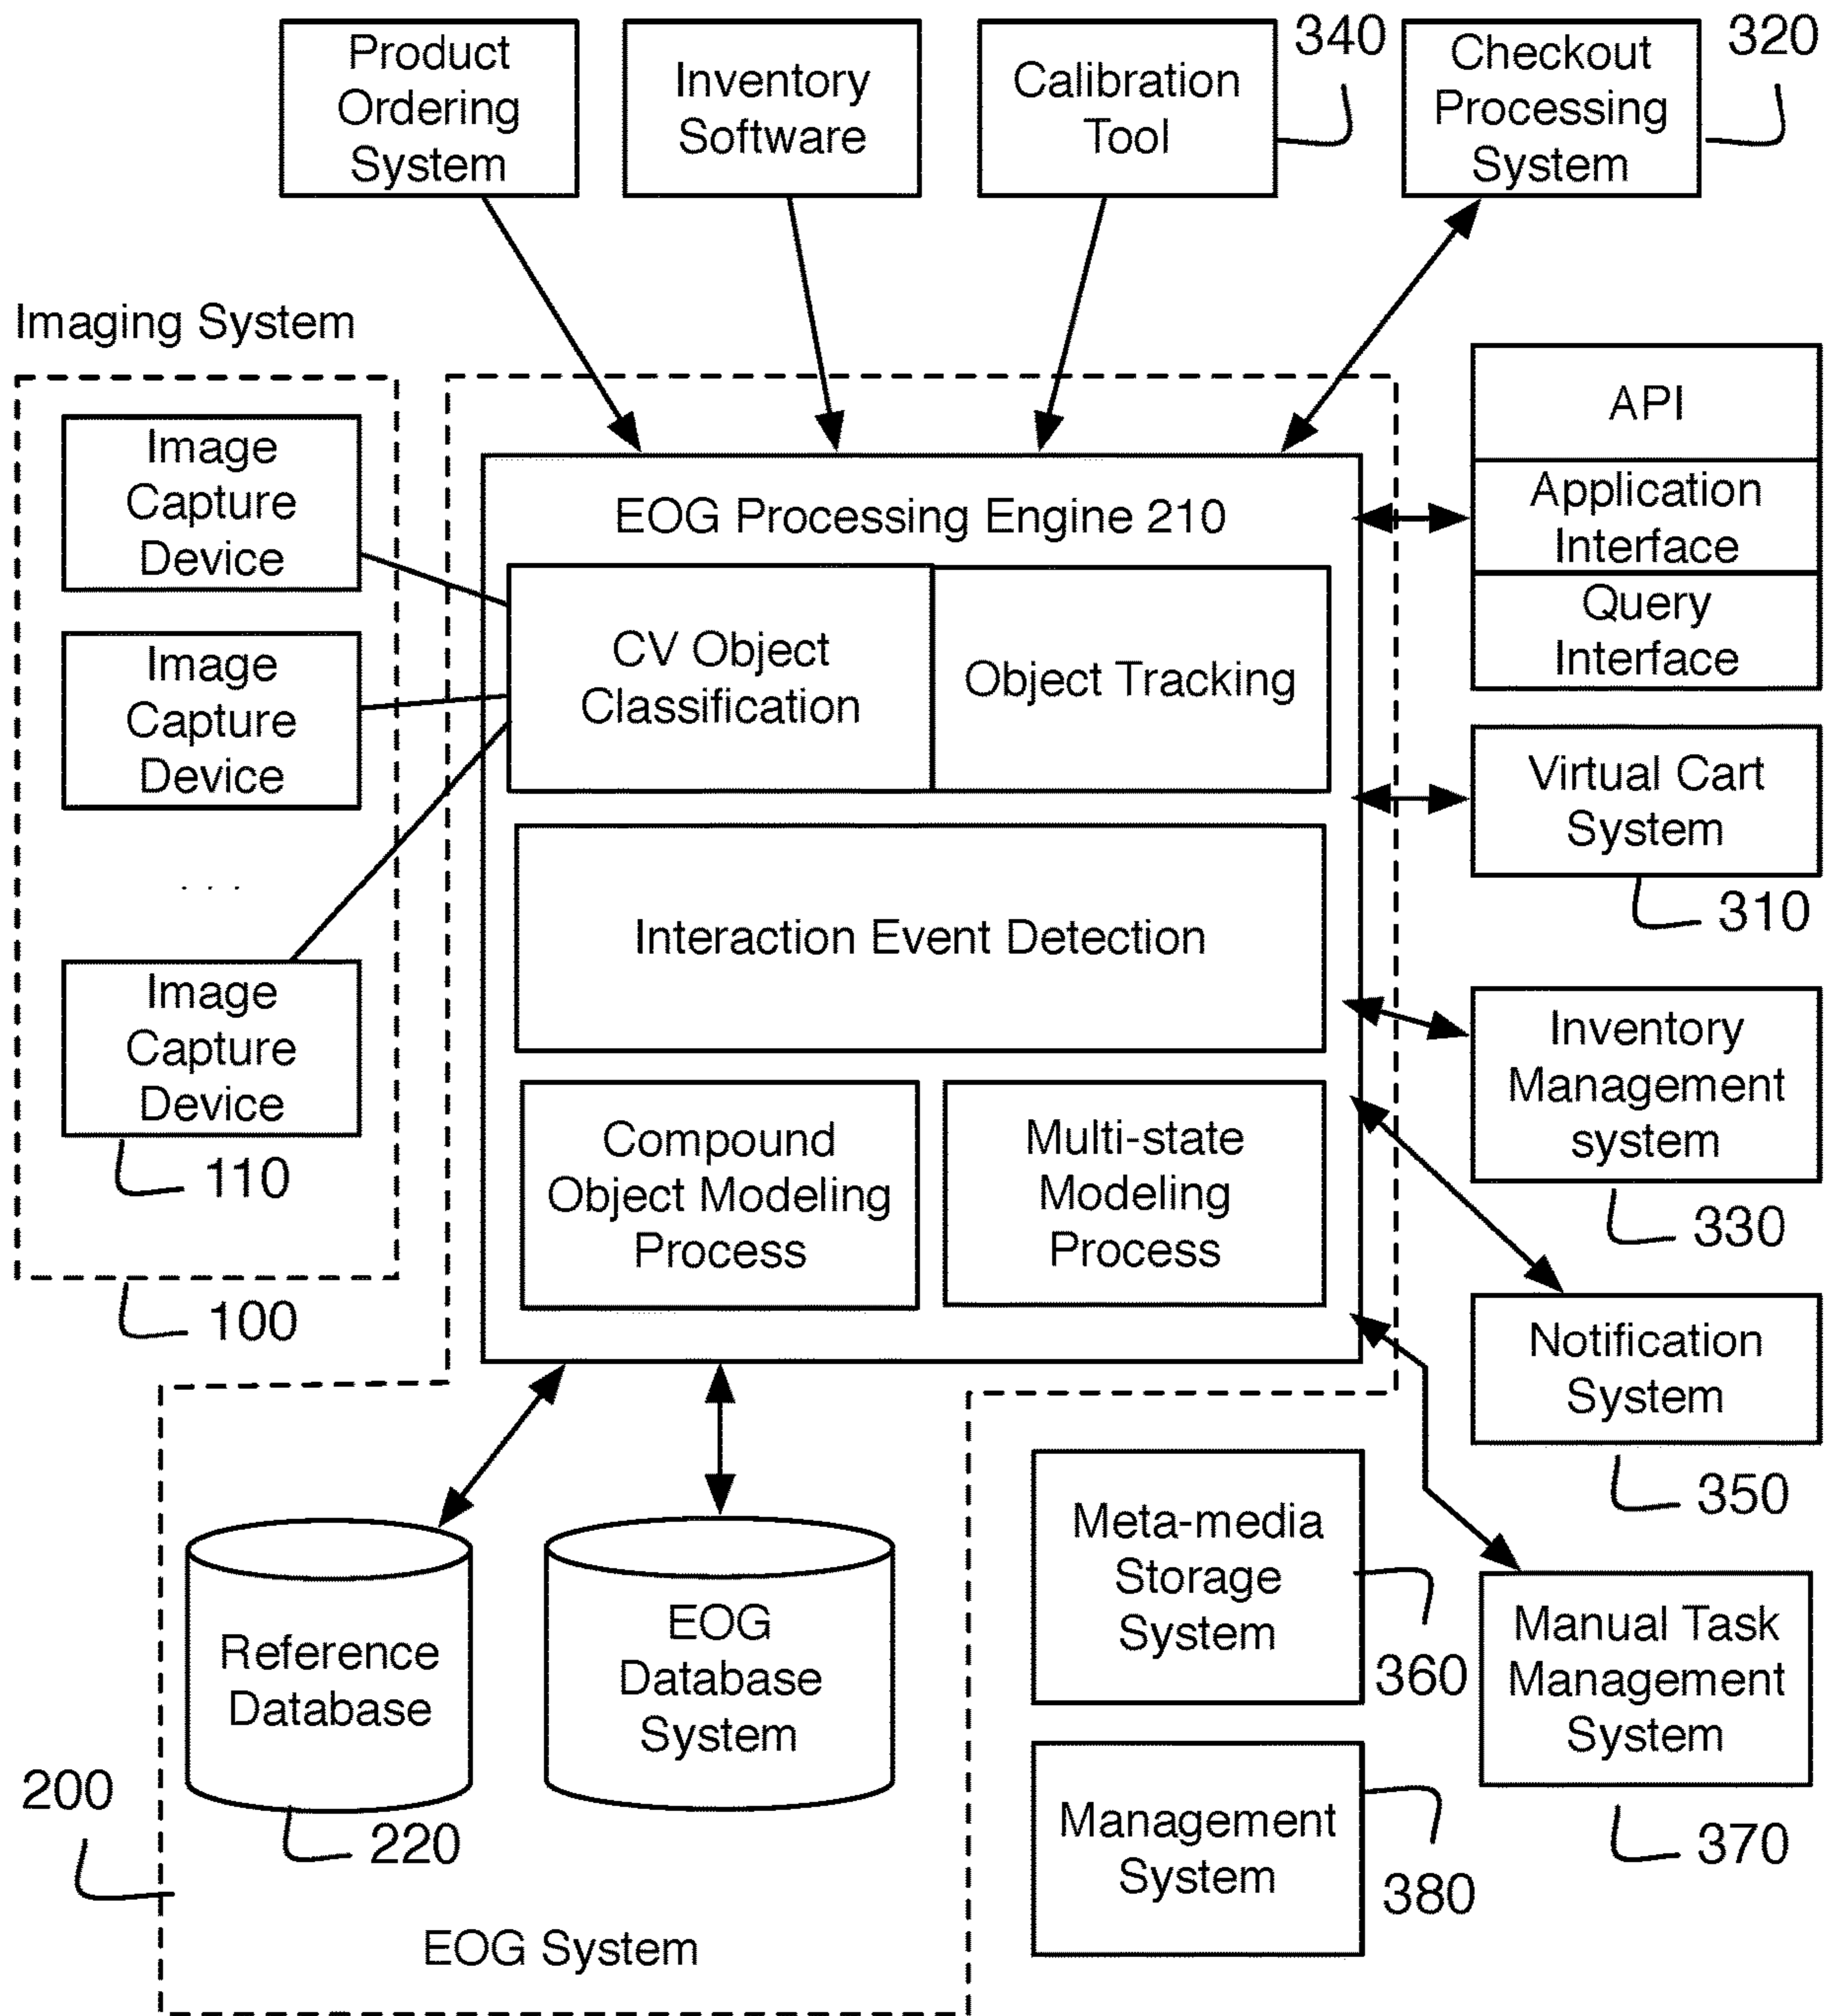 Product
Ordering
System
Inventory
Software
Calibration
Tool
340
Checkout
Processing
System
320
Imaging System
Image
Capture
Device
Image
Capture
Device
. . .
Image
Capture
Device
110
100
EOG Processing Engine 210
CV Object
Classification
Object Tracking
Interaction Event Detection
Compound
Object Modeling
Process
Multi-state
Modeling
Process
API
Application
Interface
Query
Interface
Virtual Cart
System
310
Inventory
Management
system
330
Notification
System
350
Reference
Database
220
EOG
Database
System
200
EOG System
Meta-media
Storage
System
360
Management
System
380
Manual Task
Management
System
370